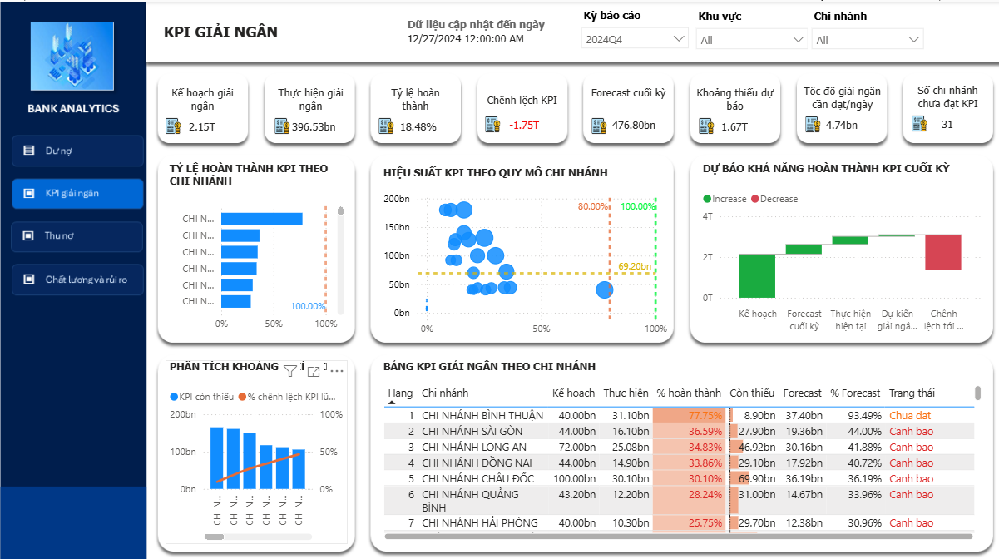 BANK ANALYTICS
Dư nợ
KPI giải ngân
Thu nợ
Chất lượng và rủi ro
KPI GIẢI NGÂN
Dữ liệu cập nhật đến ngày
12/27/2024 12:00:00 AM
Kỳ báo cáo
2024Q4
Khu vực
All
Chi nhánh
All
Kế hoạch giải
ngân
2.15T
Thực hiện giải
ngân
396.53bn
Tỷ lệ hoàn
thành
18.48%
Chênh lệch KPI
-1.75T
Forecast cuối kỳ
476.80bn
Khoảng thiếu dự
báo
1.67T
Tốc độ giải ngân
cần đạt/ngày
4.74bn
Số chi nhánh
chưa đạt KPI
31
TỶ LỆ HOÀN THÀNH KPI THEO
CHI NHÁNH
CHI N...
CHI N...
CHI N...
CHI N...
CHI N...
CHI N...
100.00%
0% 50% 100%
HIỆU SUẤT KPI THEO QUY MÔ CHI NHÁNH
200bn
150bn
100bn
50bn
0bn
80.00%
100.00%
69.20bn
0% 50% 100%
DỰ BÁO KHẢ NĂNG HOÀN THÀNH KPI CUỐI KỲ
Increase Decrease
4T
2T
0T
Kế hoạch
Forecast
cuối kỳ
Thực hiện
hiện tại
Dự kiến
giải ngâ...
Chênh
lệch tới ...
PHÂN TÍCH KHOẢNG
KPI còn thiếu % chênh lệch KPI lũ...
200bn
100bn
0bn
100%
50%
0%
CHI N...
CHI N...
CHI N...
CHI N...
CHI N...
CHI N...
BẢNG KPI GIẢI NGÂN THEO CHI NHÁNH
Hạng Chi nhánh Kế hoạch Thực hiện % hoàn thành Còn thiếu Forecast % Forecast Trạng thái
1 CHI NHÁNH BÌNH THUẬN 40.00bn 31.10bn 77.75% 8.90bn 37.40bn 93.49% Chua dat
2 CHI NHÁNH SÀI GÒN 44.00bn 16.10bn 36.59% 27.90bn 19.36bn 44.00% Canh bao
3 CHI NHÁNH LONG AN 72.00bn 25.08bn 34.83% 46.92bn 30.16bn 41.88% Canh bao
4 CHI NHÁNH ĐỒNG NAI 44.00bn 14.90bn 33.86% 29.10bn 17.92bn 40.72% Canh bao
5 CHI NHÁNH CHÂU ĐỐC 100.00bn 30.10bn 30.10% 69.90bn 36.19bn 36.19% Canh bao
6 CHI NHÁNH QUẢNG 43.20bn 12.20bn 28.24% 31.00bn 14.67bn 33.96% Canh bao
BÌNH
7 CHI NHÁNH HẢI PHÒNG 40.00bn 10.30bn 25.75% 29.70bn 12.38bn 30.96% Canh bao